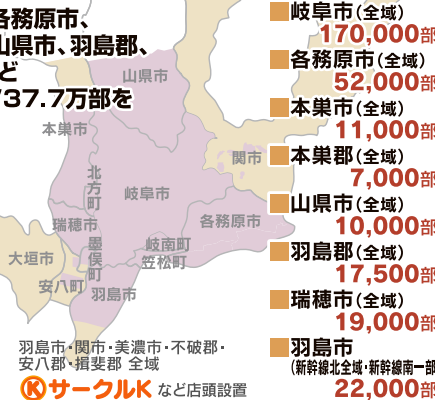 各務原市、
山県市、羽島郡、
ど
37.7万部を
山県市
本巣市
関市
北方町
岐阜市
瑞穂市
各務原市
墨俣町
岐南町
笠松町
大垣市
安八町
羽島市
羽島市・関市・美濃市・不破郡・
安八郡・揖斐郡 全域
ⓀサークルK など店頭設置
岐阜市(全域)
170,000部
各務原市(全域)
52,000部
本巣市(全域)
11,000部
本巣郡(全域)
7,000部
山県市(全域)
10,000部
羽島郡(全域)
17,500部
瑞穂市(全域)
19,000部
羽島市
(新幹線北全域・新幹線南一部
22,000部